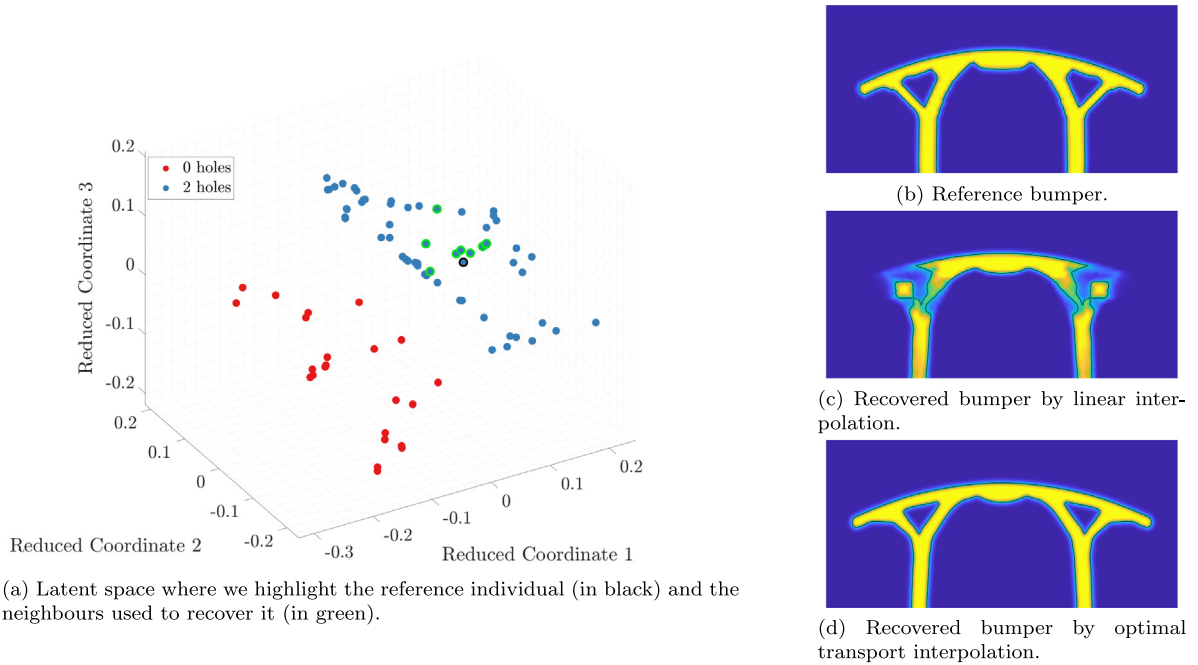 0.2
0.1
0
-0.1
-0.2
Reduced Coordinate 3
0 holes
2 holes
0.2
0.1
0
-0.1
-0.2
Reduced Coordinate 2
-0.3
-0.2
-0.1
0
0.1
0.2
Reduced Coordinate 1
(a) Latent space where we highlight the reference individual (in black) and the
neighbours used to recover it (in green).
(b) Reference bumper.
(c) Recovered bumper by linear inter-
polation.
(d) Recovered bumper by optimal
transport interpolation.